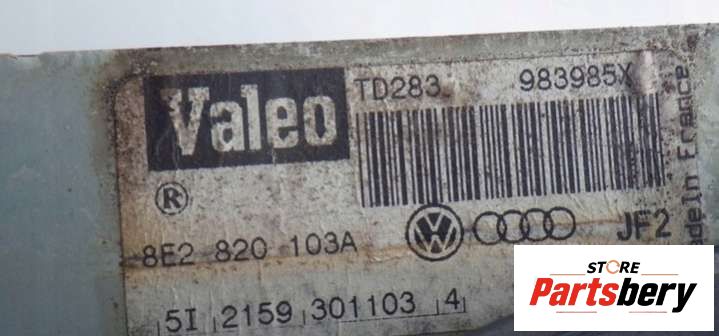 Valeo
TD283 983985X
®
8E2 820 103A
JF2
5I 2159 301103 4
Made In France
STORE
Partsbery